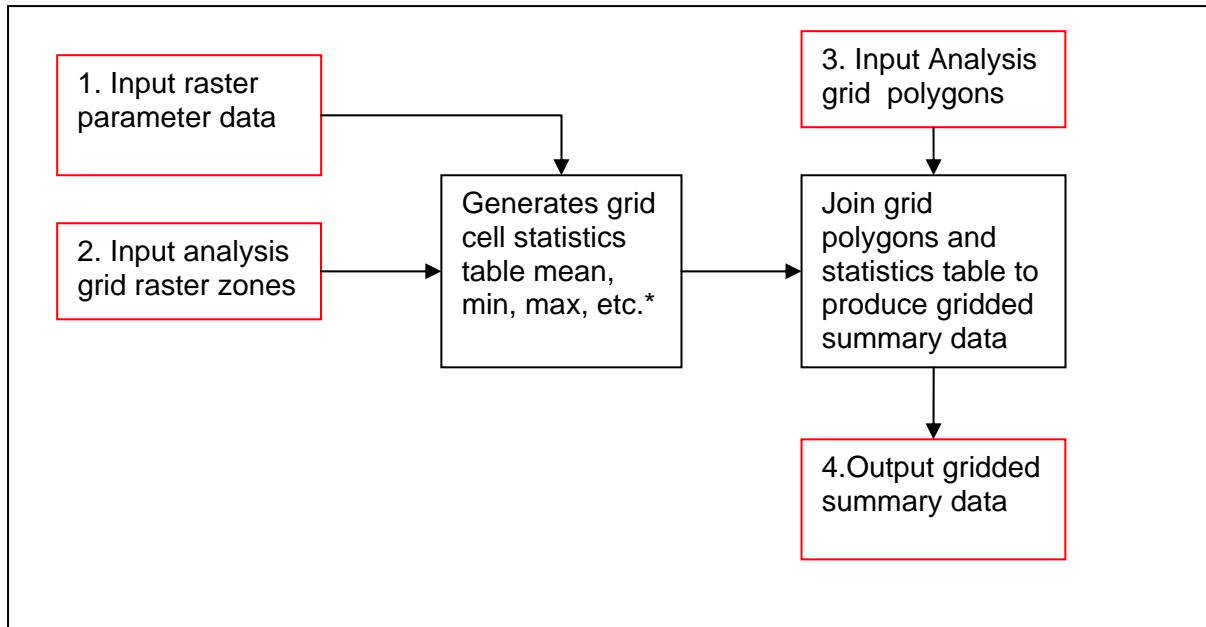 1. Input raster
parameter data
2. Input analysis
grid raster zones
Generates grid
cell statistics
table mean,
min, max, etc.*
3. Input Analysis
grid polygons
Join grid
polygons and
statistics table to
produce gridded
summary data
4.Output gridded
summary data